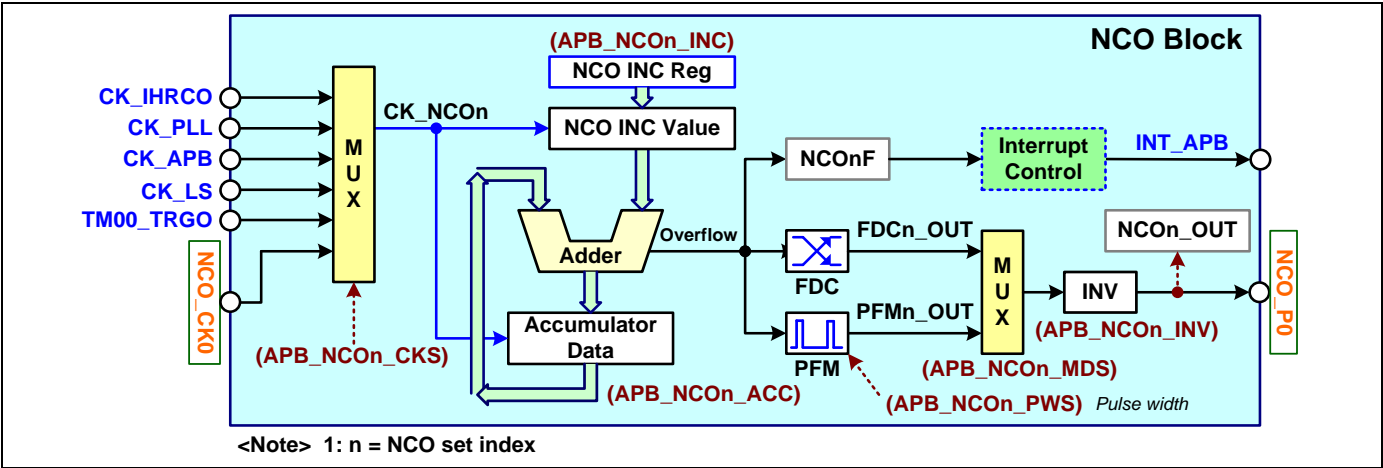 NCO Block
(APB_NCOn_INC)
NCO INC Reg
CK_IHRCO
CK_PLL
CK_APB
CK_LS
TM00_TRGO
NCO_CK0
MUX
CK_NCOn
NCO INC Value
(APB_NCOn_CKS)
Adder
Overflow
Accumulator
Data
(APB_NCOn_ACC)
NCOnF
Interrupt
Control
INT_APB
FDC
FDCn_OUT
PFM
PFMn_OUT
(APB_NCOn_PWS) Pulse width
MUX
(APB_NCOn_MDS)
INV
(APB_NCOn_INV)
NCOn_OUT
NCO_P0
<Note> 1: n = NCO set index